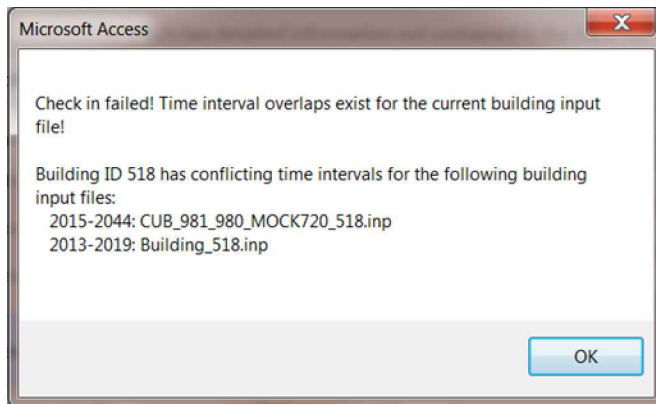 Microsoft Access
Check in failed! Time interval overlaps exist for the current building input
file!
Building ID 518 has conflicting time intervals for the following building
input files:
2015-2044: CUB_981_980_MOCK720_518.inp
2013-2019: Building_518.inp
OK